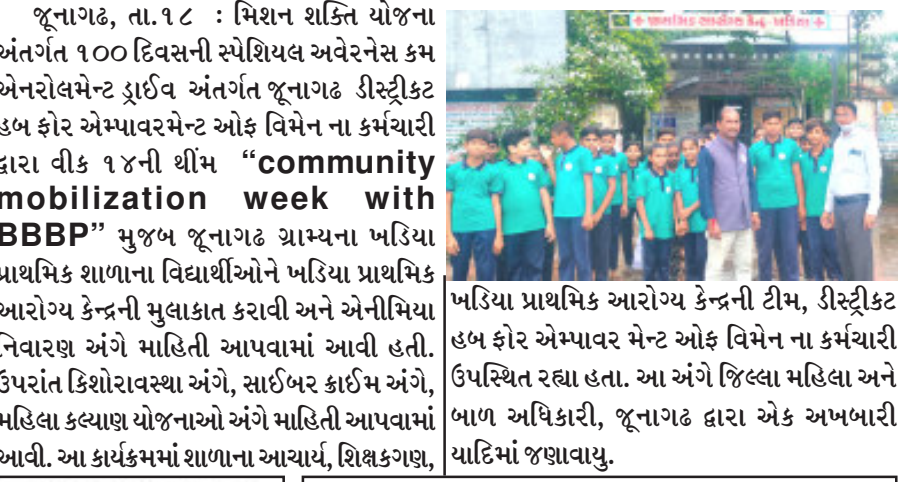 જૂનાગઢ, તા.૧૮ : મિશન શક્તિ યોજના
અંતર્ગત ૧૦૦ દિવસની સ્પેશિયલ અવેરનેસ કમ
એનરોલમેન્ટ ડ્રાઈવ અંતર્ગત જૂનાગઢ ડીસ્ટ્રીકટ
હબ ફોર એમ્પાવરમેન્ટ ઓફ વિમેન ના કર્મચારી
દ્વારા વીક ૧૪ની થીંમ “community
mobilization week with
BBBP” મુજબ જૂનાગઢ ગ્રામ્યના ખડિયા
પ્રાથમિક શાળાના વિદ્યાર્થીઓને ખડિયા પ્રાથમિક
આરોગ્ય કેન્દ્રની મુલાકાત કરાવી અને એનીમિયા
નિવારણ અંગે માહિતી આપવામાં આવી હતી.
ઉપરાંત કિશોરાવસ્થા અંગે, સાઈબર ક્રાઈમ અંગે,
મહિલા કલ્યાણ યોજનાઓ અંગે માહિતી આપવામાં
આવી. આ કાર્યક્રમમાં શાળાના આચાર્ય, શિક્ષકગણ,
+ પ્રાથમિક આરોગ્ય કેન્દ્ર - ખડિયા +
ખડિયા પ્રાથમિક આરોગ્ય કેન્દ્રની ટીમ, ડીસ્ટ્રીકટ
હબ ફોર એમ્પાવર મેન્ટ ઓફ વિમેન ના કર્મચારી
ઉપસ્થિત રહ્યા હતા. આ અંગે જિલ્લા મહિલા અને
બાળ અધિકારી, જૂનાગઢ દ્વારા એક અખબારી
યાદિમાં જણાવાયુ.